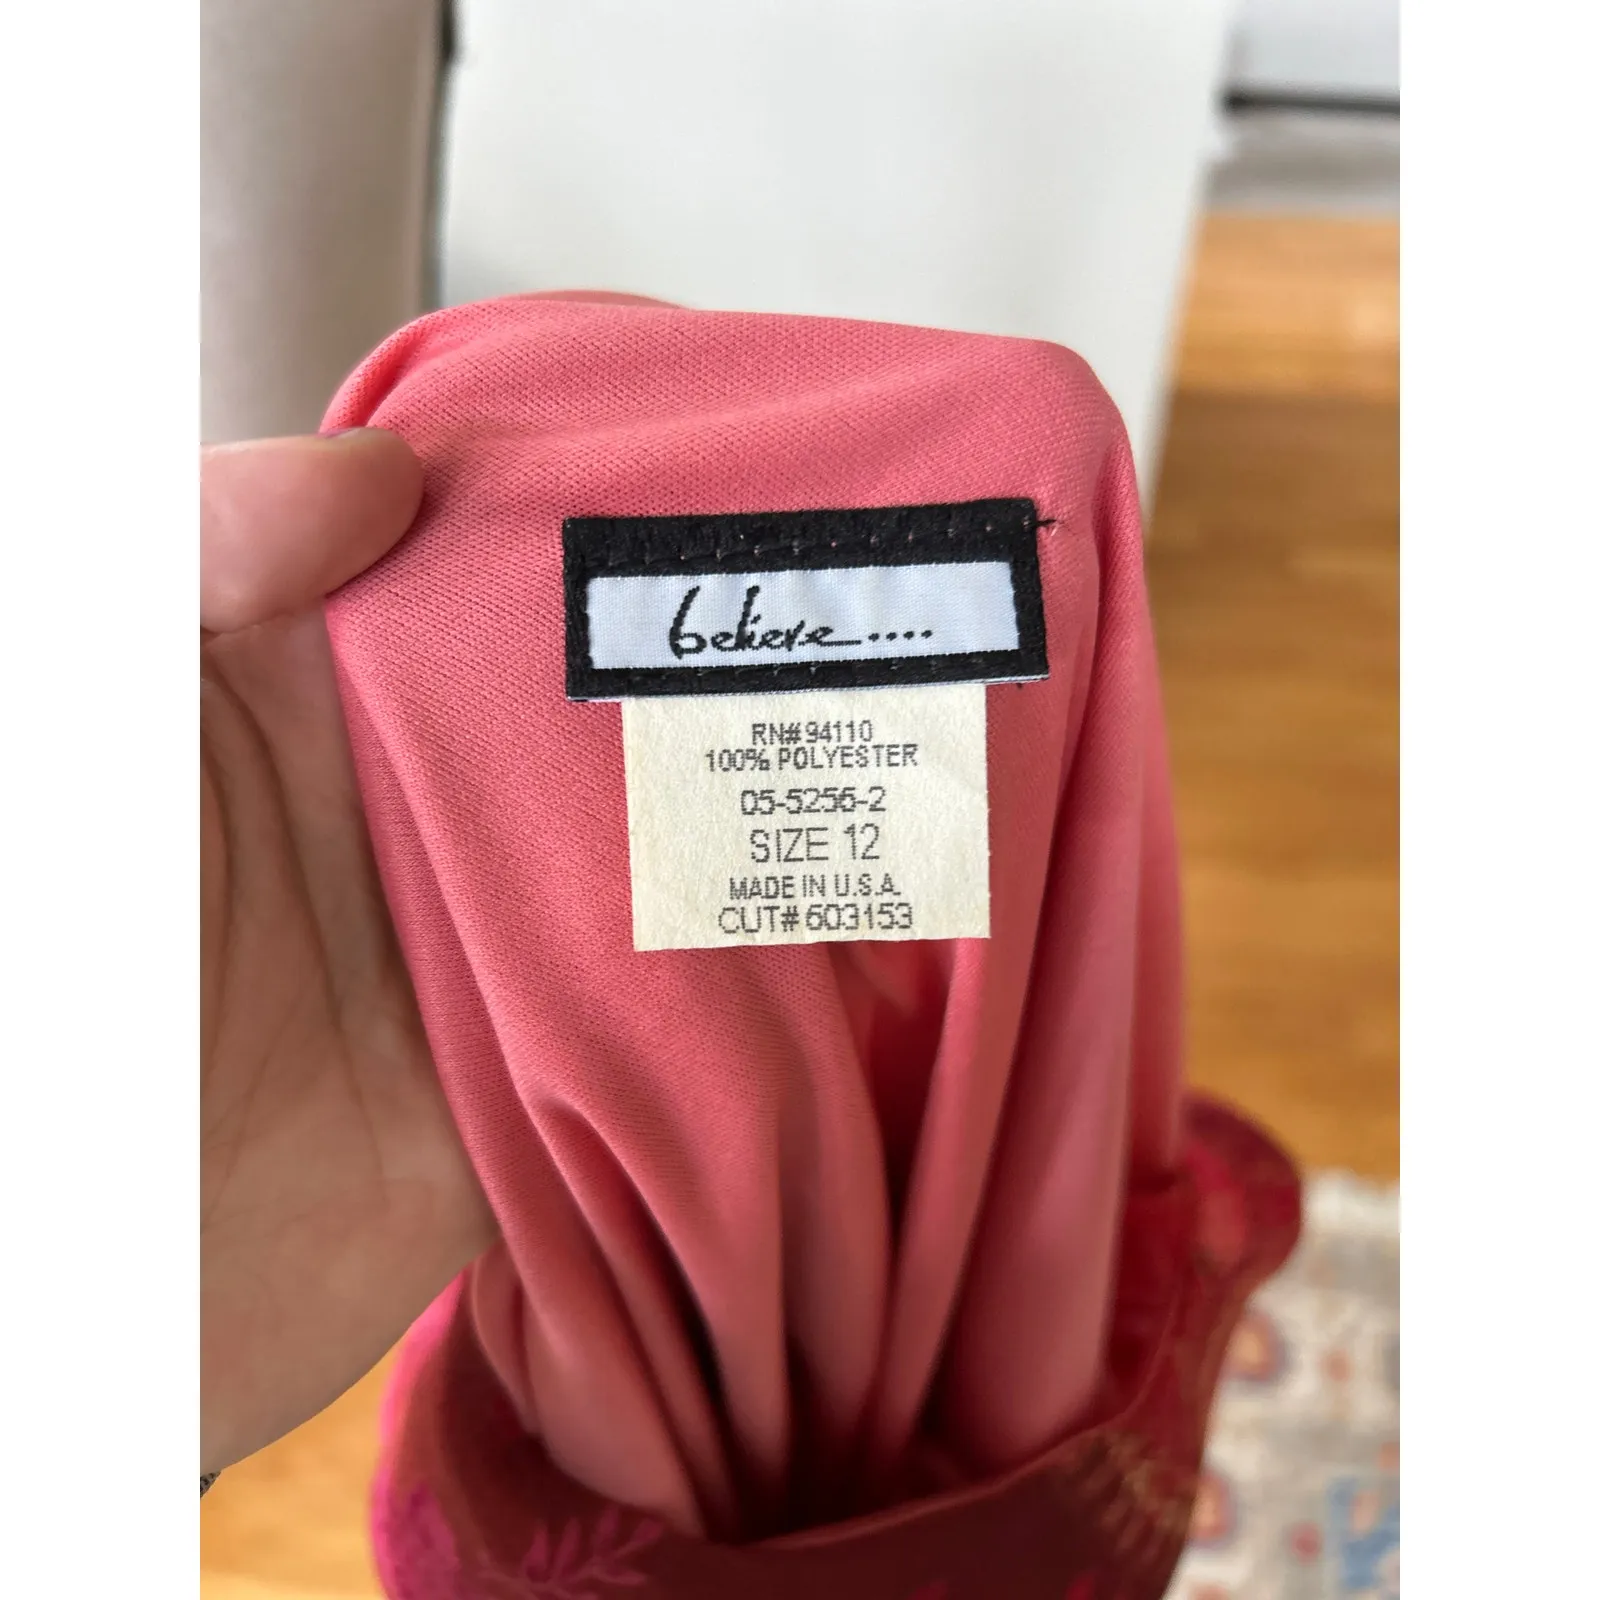 believe....
RN#94110
100% POLYESTER
05-5256-2
SIZE 12
MADE IN U.S.A.
CUT# 603153